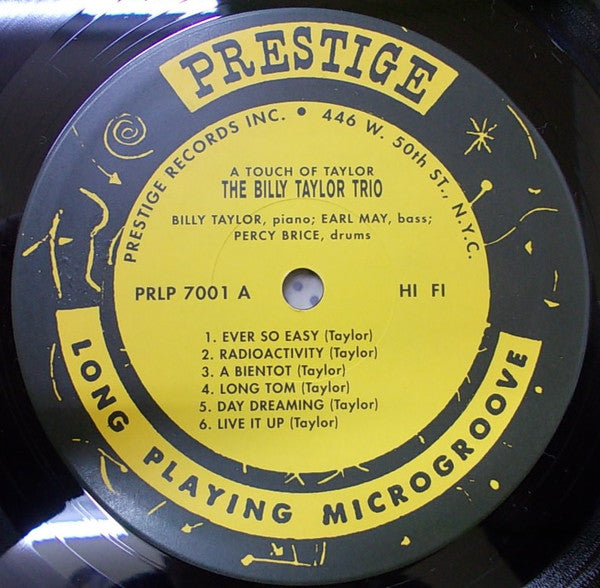 PRESTIGE
PRESTIGE RECORDS INC. • 446 W. 50th ST., N.Y.C.
A TOUCH OF TAYLOR
THE BILLY TAYLOR TRIO
BILLY TAYLOR, piano; EARL MAY, bass;
PERCY BRICE, drums
PRLP 7001 A HI FI
1. EVER SO EASY (Taylor)
2. RADIOACTIVITY (Taylor)
3. A BIENTOT (Taylor)
4. LONG TOM (Taylor)
5. DAY DREAMING (Taylor)
6. LIVE IT UP (Taylor)
LONG PLAYING MICROGROOVE